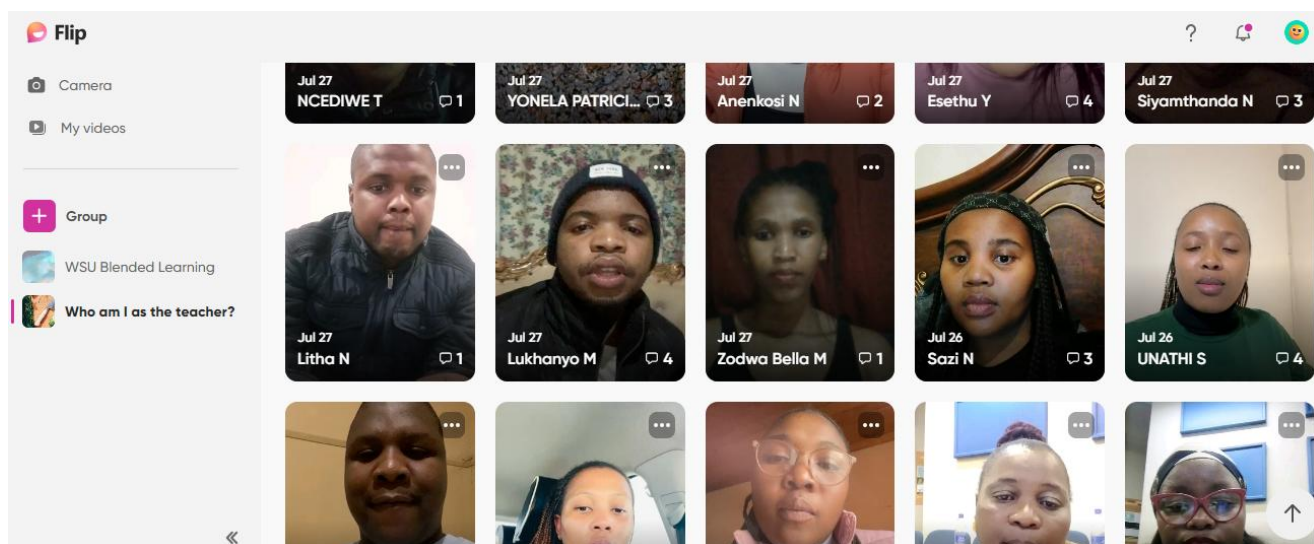 Flip
?
Camera
My videos
Group
WSU Blended Learning
Who am I as the teacher?
Jul 27
NCEDIWE T 1
Jul 27
YONELA PATRICI... 3
Jul 27
Anenkosi N 2
Jul 27
Esethu Y 4
Jul 27
Siyamthanda N 3
Jul 27
Litha N 1
Jul 27
Lukhanyo M 4
Jul 27
Zodwa Bella M 1
Jul 26
Sazi N 3
Jul 26
UNATHI S 4